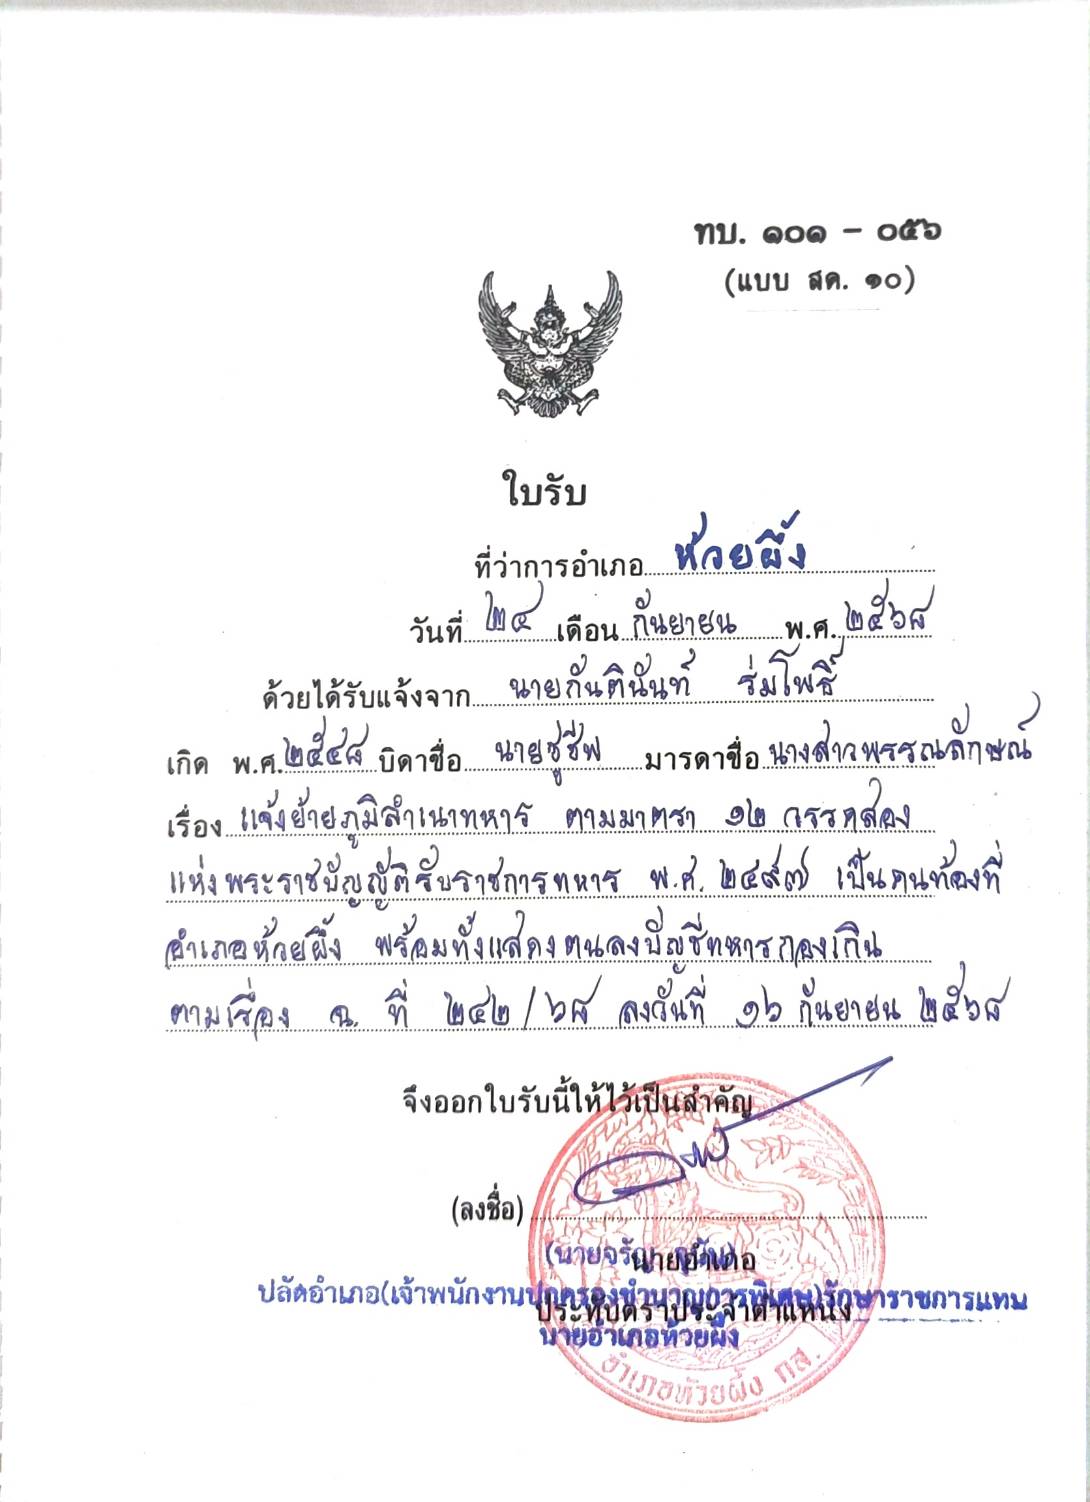 ทบ. ๑๐๑ - ๐๕๖
(แบบ สด. ๑๐)
ใบรับ
ที่ว่าการอำเภอ ห้วยผึ้ง
วันที่ ๒๔ เดือน กันยายน พ.ศ. ๒๕๖๘
ด้วยได้รับแจ้งจาก นายกันตินันท์ ร่มโพธิ์
เกิด พ.ศ. ๒๕๔๘ บิดาชื่อ นายชูชีพ มารดาชื่อ นางสาวพรรณลักษณ์
เรื่อง แจ้งย้ายภูมิลำเนาทหาร ตามมาตรา ๑๒ วรรคสอง
แห่งพระราชบัญญัติรับราชการทหาร พ.ศ. ๒๔๙๗ เป็นคนท้องที่
อำเภอห้วยผึ้ง พร้อมทั้งแสดงตนลงบัญชีทหารกองเกิน
ตามเรื่อง ฉ. ที่ ๒๔๒/๖๘ ลงวันที่ ๑๖ กันยายน ๒๕๖๘
จึงออกใบรับนี้ให้ไว้เป็นสำคัญ
(ลงชื่อ)
(นายจรัญ
นายอำเภอ
ปลัดอำเภอ(เจ้าพนักงานปกครองชำนาญการพิเศษ)รักษาราชการแทน
ประทับตราประจำตำแหน่ง
นายอำเภอห้วยผึ้ง
อำเภอห้วยผึ้ง กส.